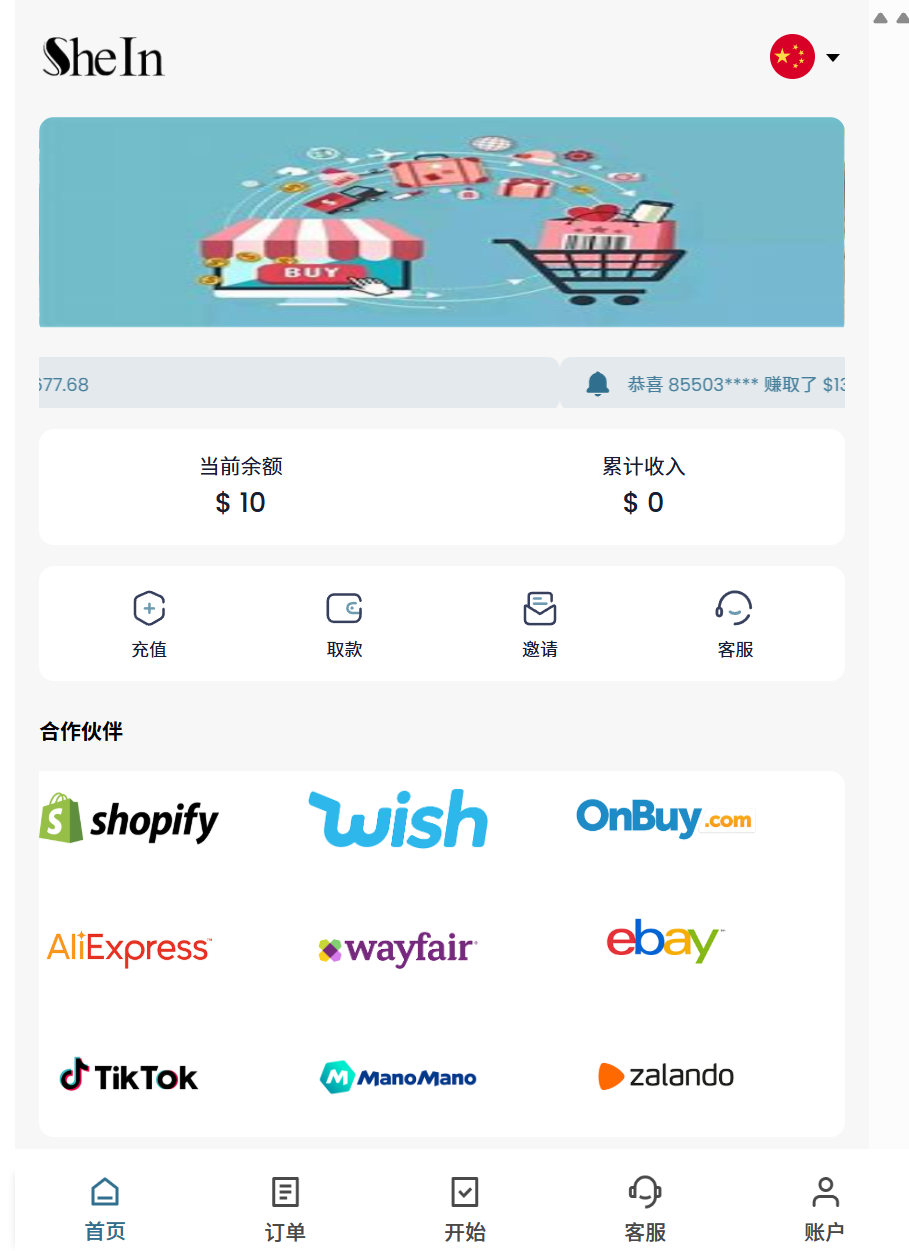 SheIn
BUY
577.68
恭喜 85503**** 赚取了 $13
当前余额
$ 10
累计收入
$ 0
充值
取款
邀请
客服
合作伙伴
shopify
wish
OnBuy.com
AliExpress
wayfair
ebay
TikTok
M ManoMano
zalando
首页
订单
开始
客服
账户